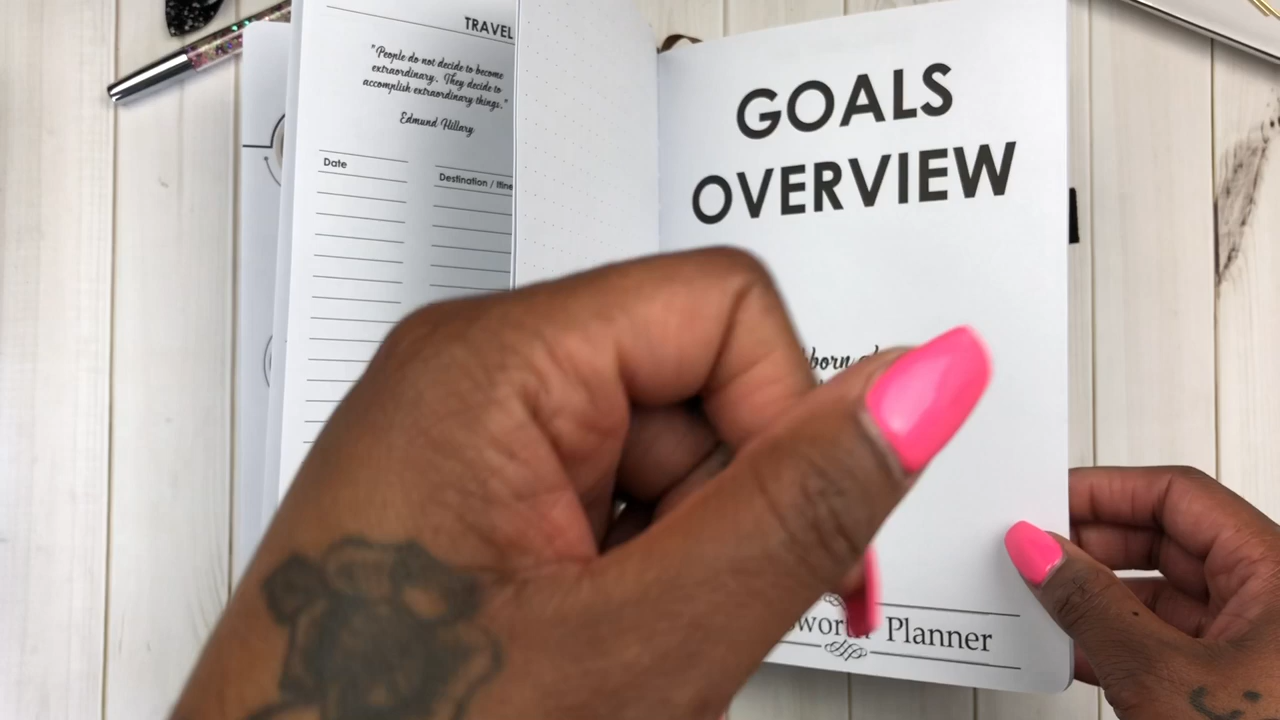 TRAVEL
"People do not decide to become
extraordinary. They decide to
accomplish extraordinary things."
Edmund Hillary
Date
Destination /
GOALS
OVERVIEW
Planner